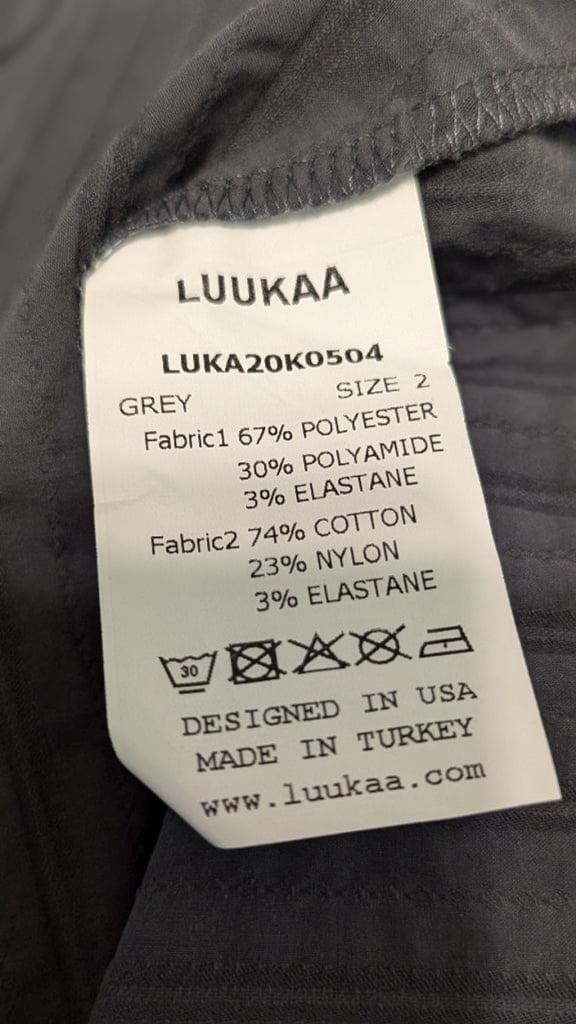 LUUKAA
LUKA20K0504
GREY SIZE 2
Fabric1 67% POLYESTER
30% POLYAMIDE
3% ELASTANE
Fabric2 74% COTTON
23% NYLON
3% ELASTANE
30
DESIGNED IN USA
MADE IN TURKEY
www.luukaa.com